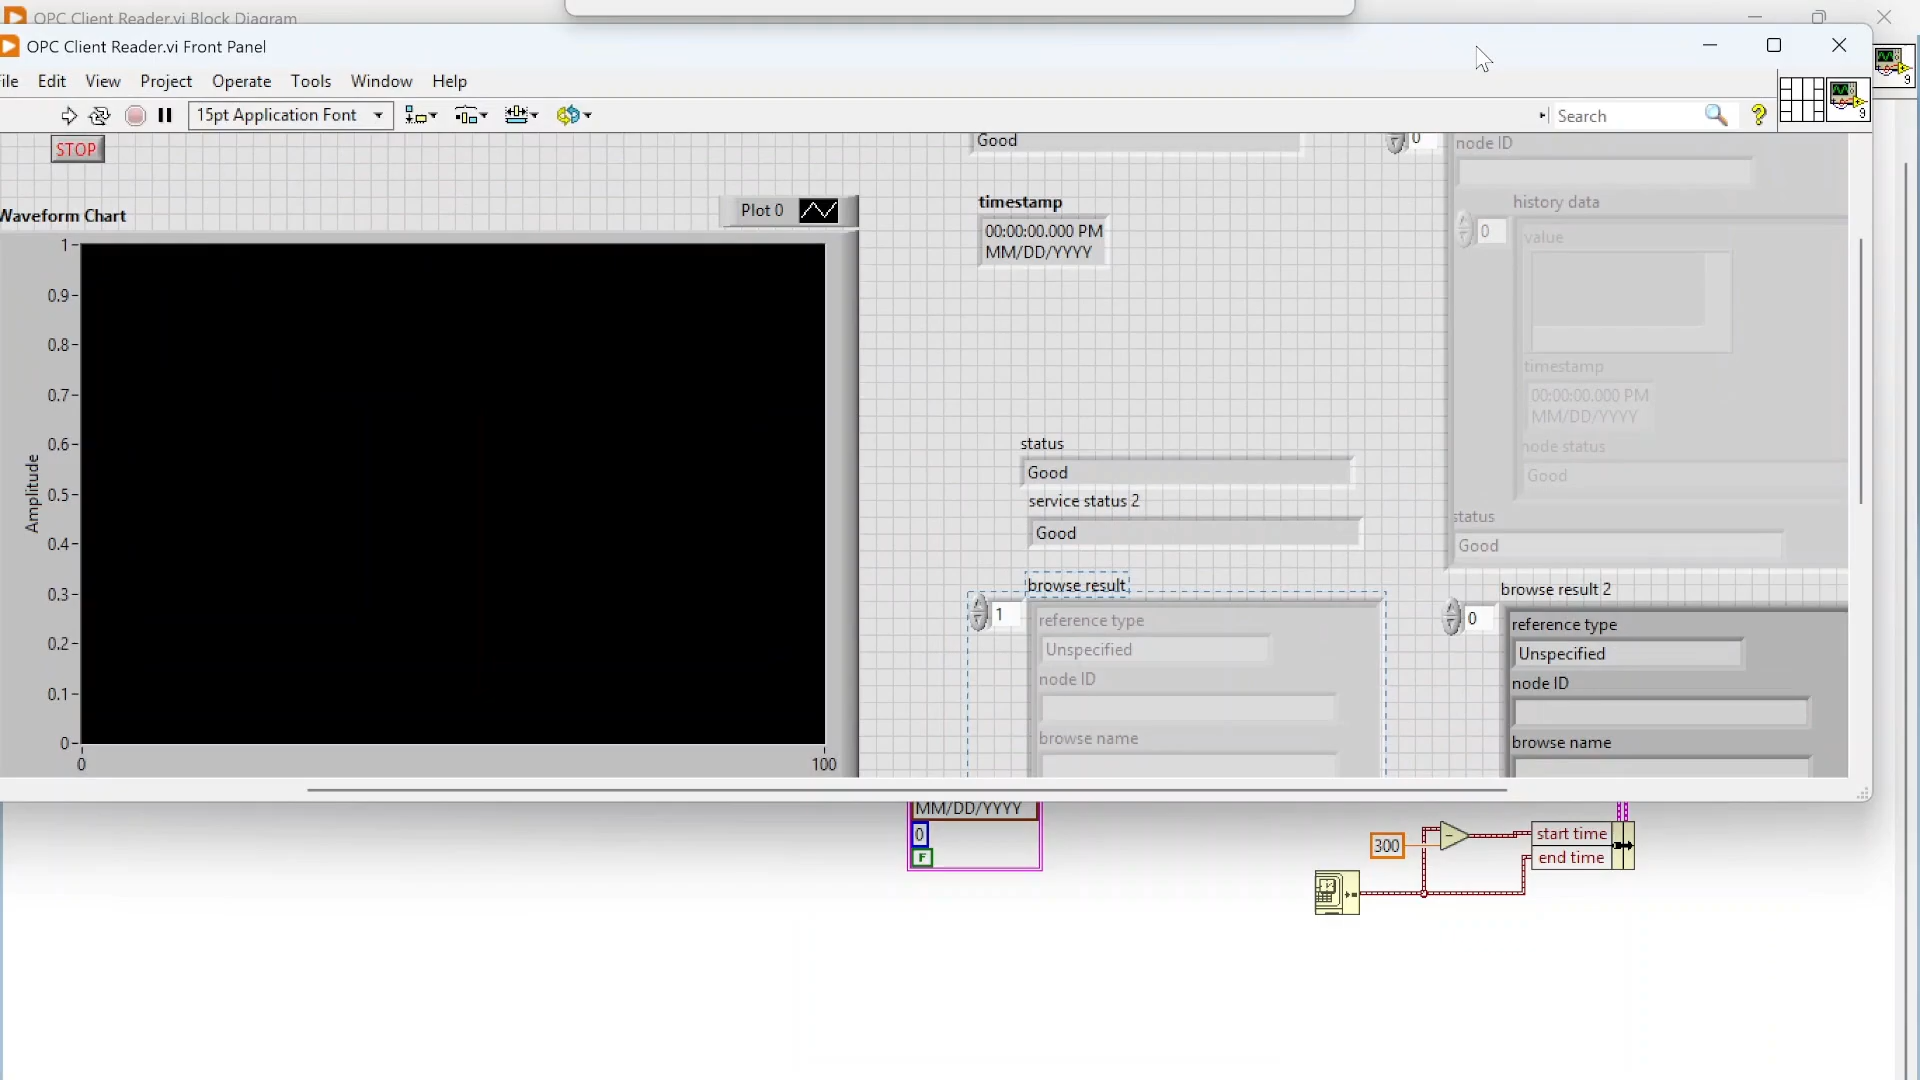 OPC Client Reader.vi Block Diagram
OPC Client Reader.vi Front Panel
ile Edit View Project Operate Tools Window Help
15pt Application Font
Search
9
9
STOP
Good
0
node ID
timestamp
00:00:00.000 PM
MM/DD/YYYY
history data
0
value
timestamp
00:00:00.000 PM
MM/DD/YYYY
node status
Good
status
Good
Waveform Chart
Plot 0
1
0.9
0.8
0.7
0.6
0.5
0.4
0.3
0.2
0.1
0
Amplitude
0
100
status
Good
service status 2
Good
browse result
1
reference type
Unspecified
node ID
browse name
browse result 2
0
reference type
Unspecified
node ID
browse name
MM/DD/YYYY
0
F
300
start time
end time